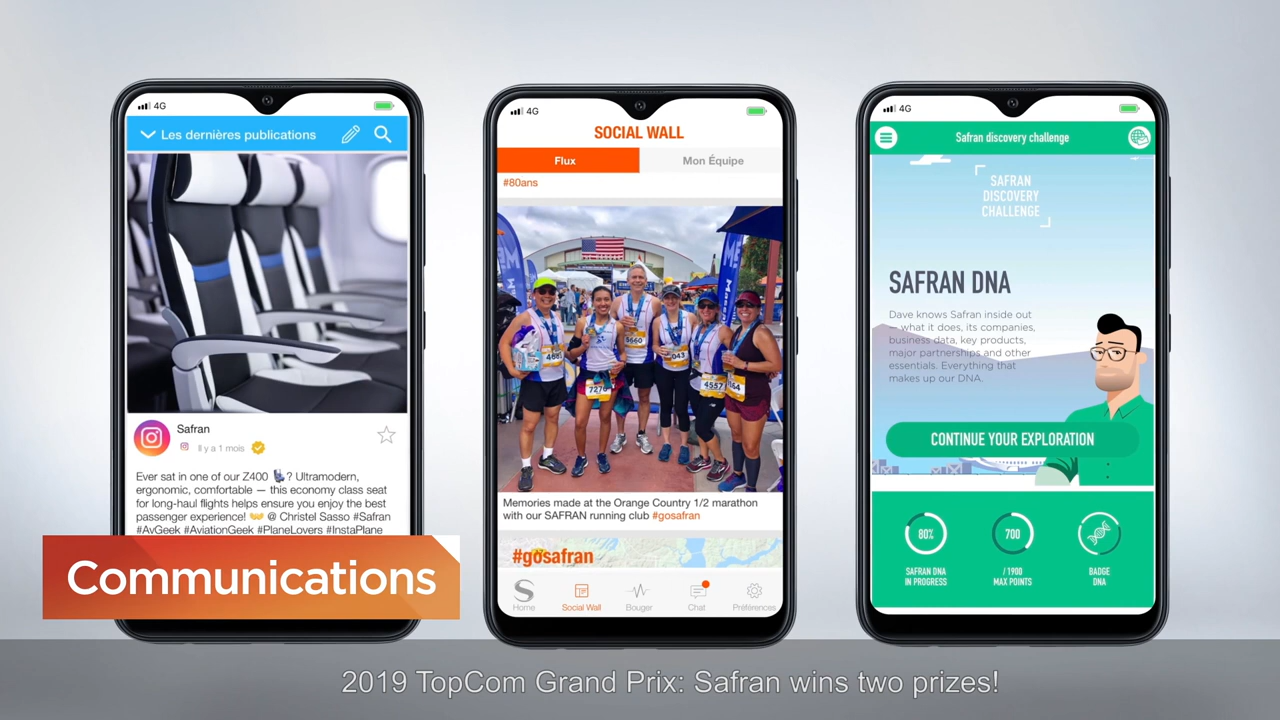 4G
Les dernières publications
Safran
Il y a 1 mois
Ever sat in one of our Z400 💺? Ultramodern,
ergonomic, comfortable — this economy class seat
for long-haul flights helps ensure you enjoy the best
passenger experience! 🤝 @ Christel Sasso #Safran
#AvGeek #AviationGeek #PlaneLovers #InstaPlane
4G
SOCIAL WALL
Flux
Mon Équipe
#80ans
5660
7276
4557
Memories made at the Orange Country 1/2 marathon
with our SAFRAN running club #gosafran
#gosafran
Home
Social Wall
Bouger
Chat
Préférences
4G
Safran discovery challenge
SAFRAN
DISCOVERY
CHALLENGE
SAFRAN DNA
Dave knows Safran inside out
— what it does, its companies,
business data, key products,
major partnerships and other
essentials. Everything that
makes up our DNA.
CONTINUE YOUR EXPLORATION
80%
SAFRAN DNA
IN PROGRESS
700
/ 1900
MAX POINTS
BADGE
DNA
Communications
2019 TopCom Grand Prix: Safran wins two prizes!